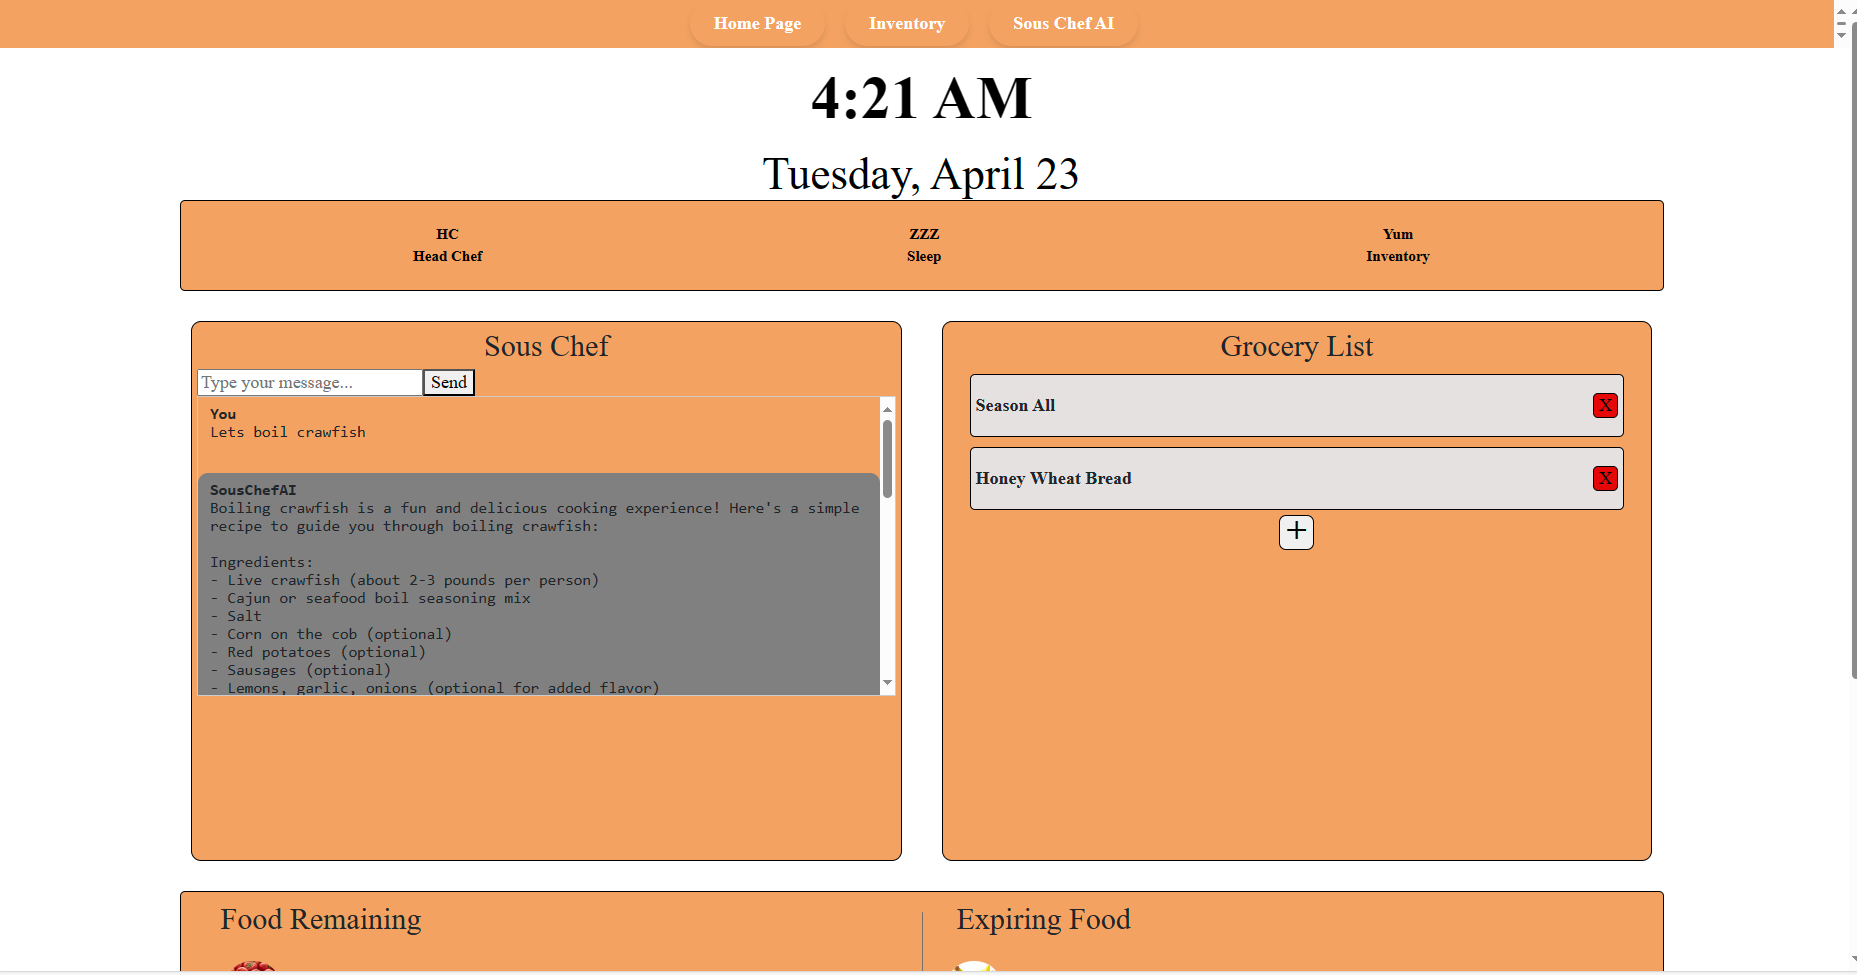 Home Page
Inventory
Sous Chef AI
4:21 AM
Tuesday, April 23
HC
Head Chef
ZZZ
Sleep
Yum
Inventory
Sous Chef
Type your message...
Send
You
Lets boil crawfish
SousChefAI
Boiling crawfish is a fun and delicious cooking experience! Here's a simple
recipe to guide you through boiling crawfish:
Ingredients:
- Live crawfish (about 2-3 pounds per person)
- Cajun or seafood boil seasoning mix
- Salt
- Corn on the cob (optional)
- Red potatoes (optional)
- Sausages (optional)
- Lemons, garlic, onions (optional for added flavor)
Grocery List
Season All
X
Honey Wheat Bread
X
+
Food Remaining
Expiring Food